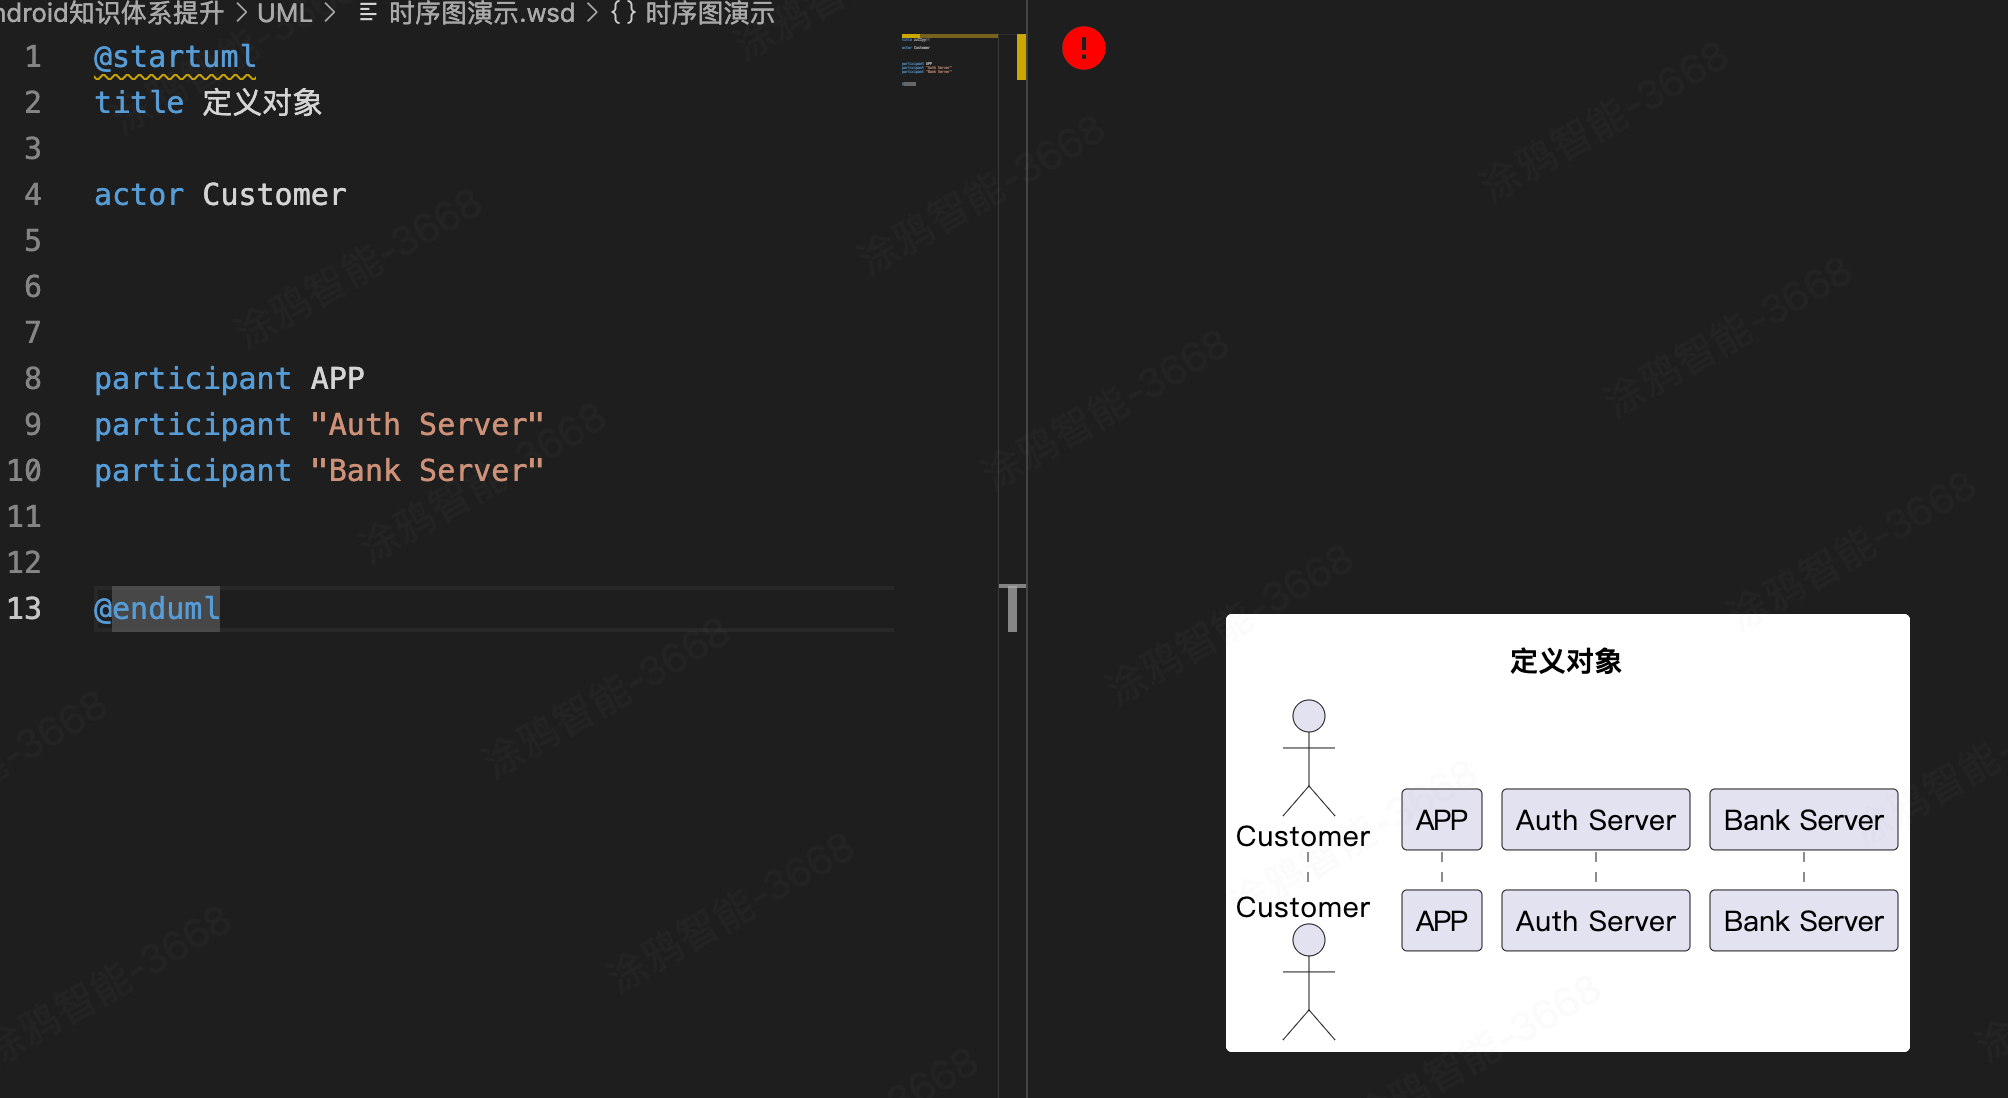 ndroid知识体系提升 > UML > 时序图演示.wsd > {} 时序图演示
1 @startuml
2 title 定义对象
3
4 actor Customer
5
6
7
8 participant APP
9 participant "Auth Server"
10 participant "Bank Server"
11
12
13 @enduml
定义对象
Customer
APP Auth Server Bank Server
Customer
APP Auth Server Bank Server
涂鸦智能-3668